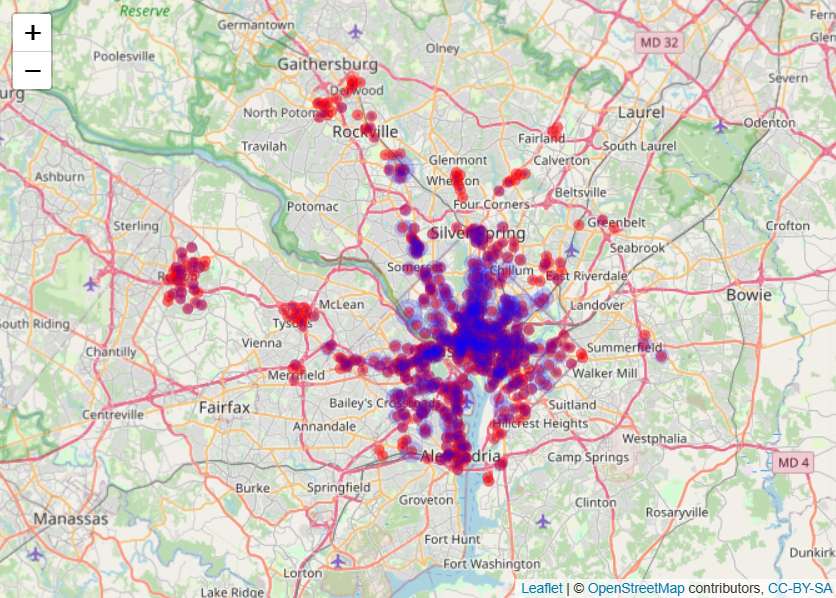 Reserve
Germantown
Fern
+
Olney
MD 32
Glen
Poolesville
Gaithersburg
−
Severn
urg
Derwood
North Potom
Laurel
Odenton
Rockville
Fairland
Travilah
South Laurel
Glenmont
Calverton
Ashburn
Wheaton
Beltsville
Potomac
Four Corners
Sterling
Greenbelt
Crofton
Silver Spring
Seabrook
Somerset
Chillum
East Riverdale
Bowie
McLean
Landover
South Riding
Tysons
Vienna
Summerfield
Chantilly
Merrifield
Walker Mill
Bailey's Crossroads
Suitland
Centreville
Fairfax
Annandale
Hillcrest Heights
Westphalia
Alexandria
Camp Springs
MD 4
Burke
Springfield
Groveton
Clinton
Rosaryville
Manassas
Fort Hunt
Dunkirk
Fort Washington
Lorton
Lake Ridge
Leaflet | © OpenStreetMap contributors, CC-BY-SA